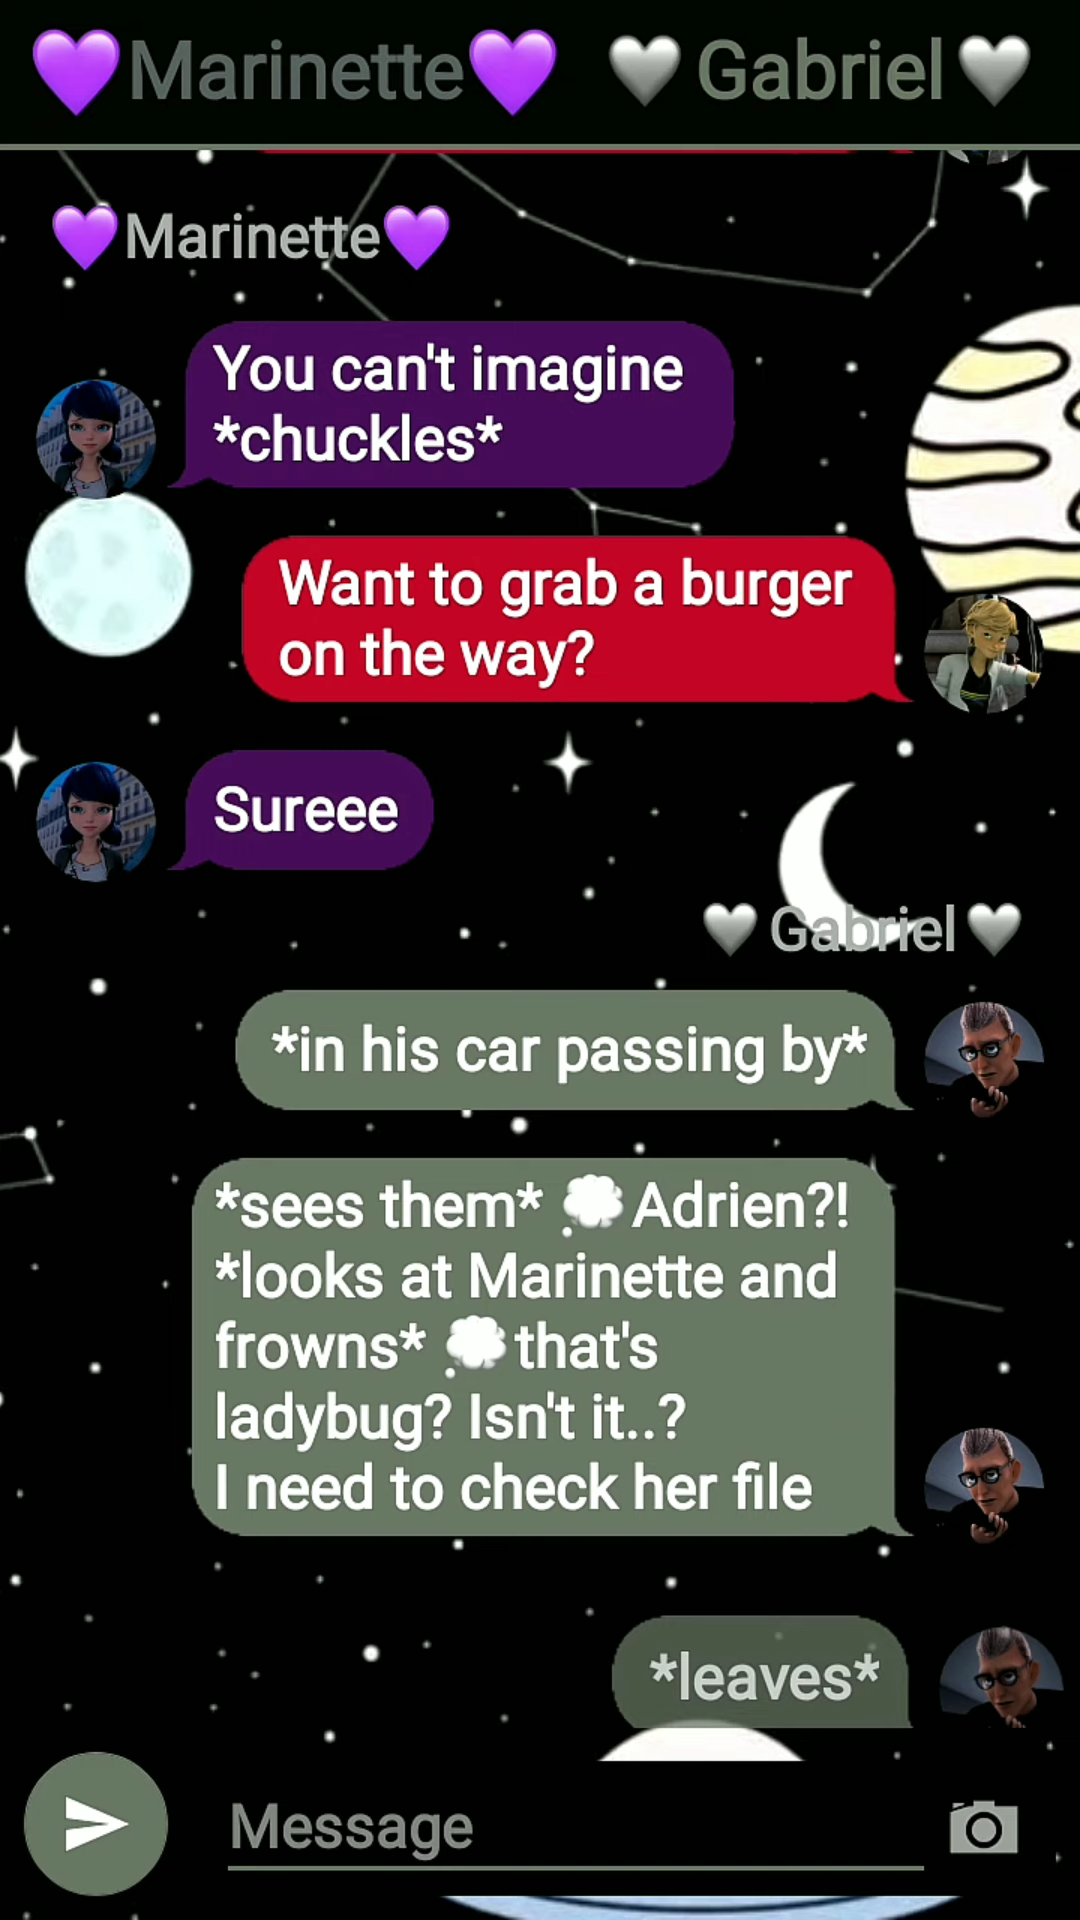 💜Marinette💜 🤍Gabriel🤍
💜Marinette💜
You can't imagine
*chuckles*
Want to grab a burger
on the way?
Sureee
🤍Gabriel🤍
*in his car passing by*
*sees them* 💭Adrien?!
*looks at Marinette and
frowns* 💭that's
ladybug? Isn't it..?
I need to check her file
*leaves*
Message